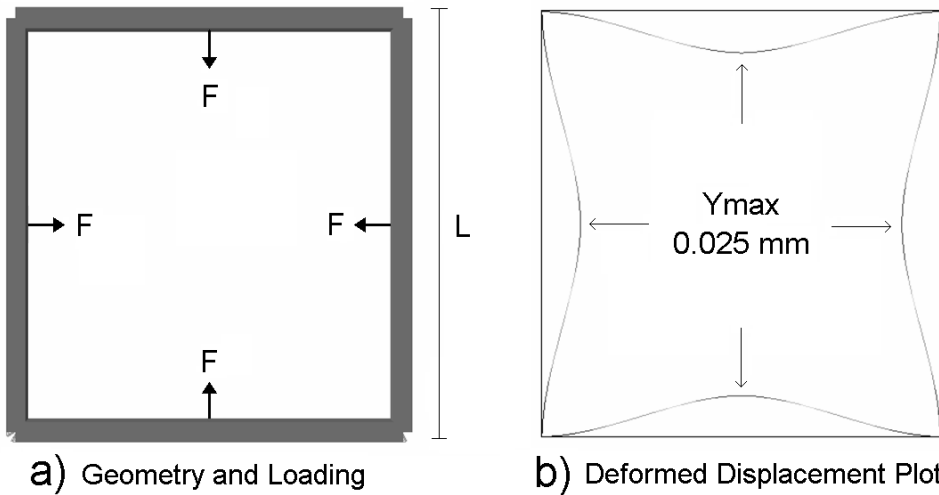 F
F
F
L
F
a) Geometry and Loading
Ymax
0.025 mm
b) Deformed Displacement Plot